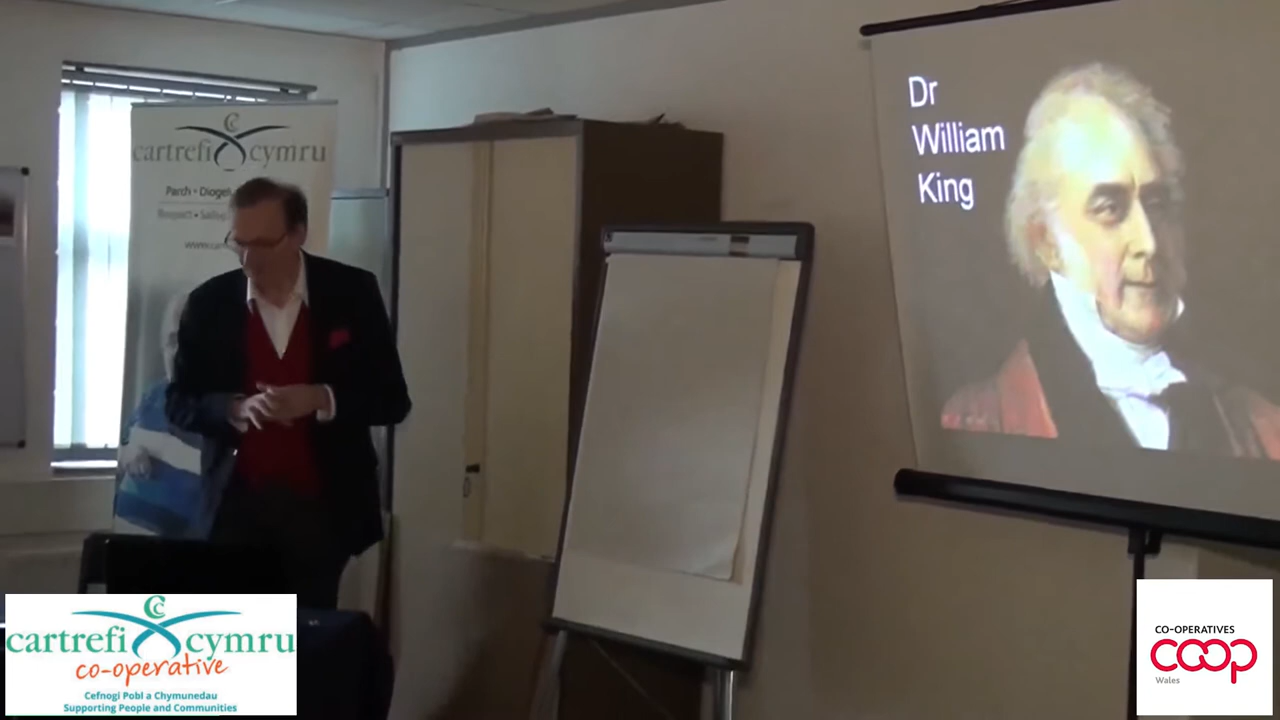 cartrefi cymru
Parch • Diogel
Respect •
Dr
William
King
cartrefi cymru
co-operative
Cefnogi Pobl a Chymunedau
Supporting People and Communities
CO-OPERATIVES
coop
Wales